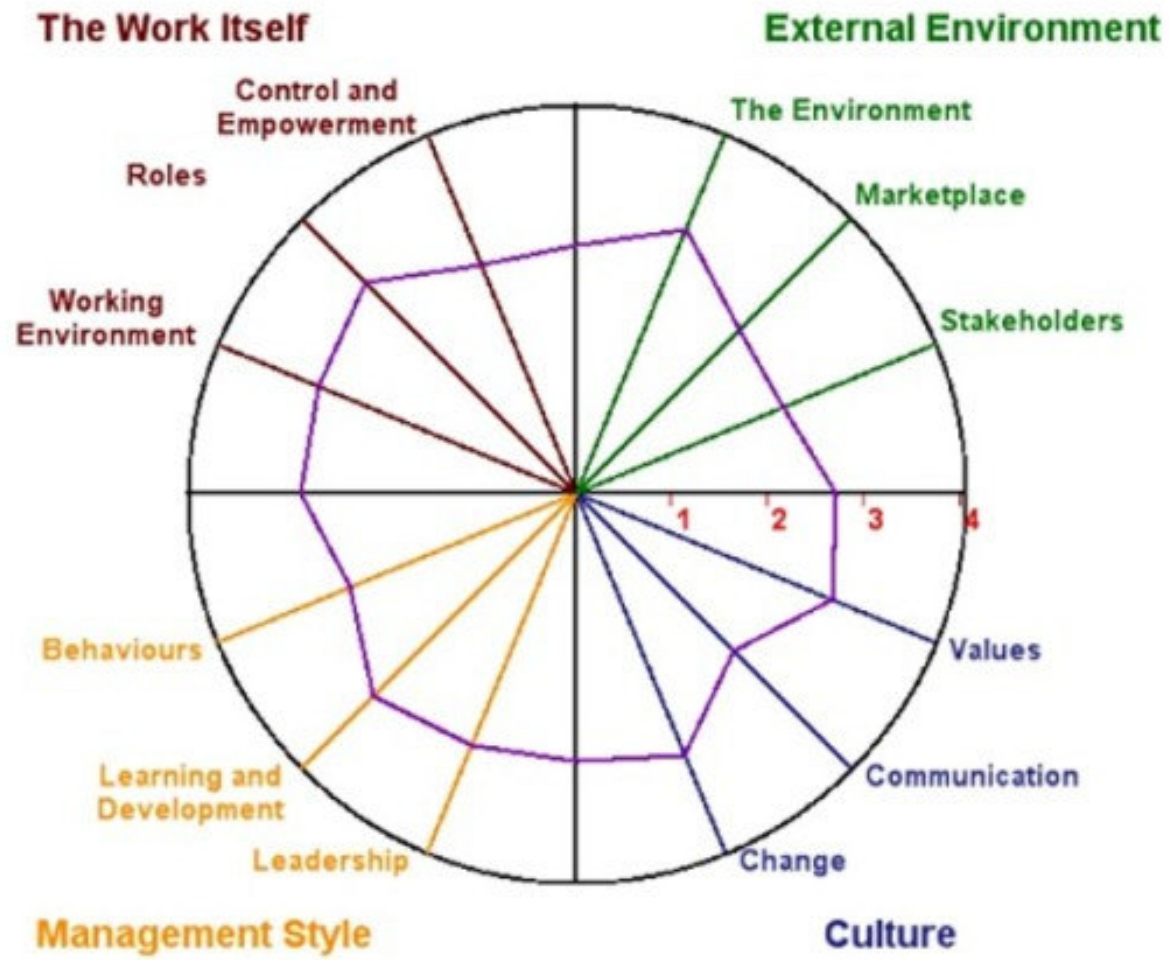 The Work Itself
External Environment
Control and
Empowerment
The Environment
Roles
Marketplace
Working
Environment
Stakeholders
1 2 3 4
Behaviours
Values
Learning and
Development
Communication
Leadership
Change
Management Style
Culture